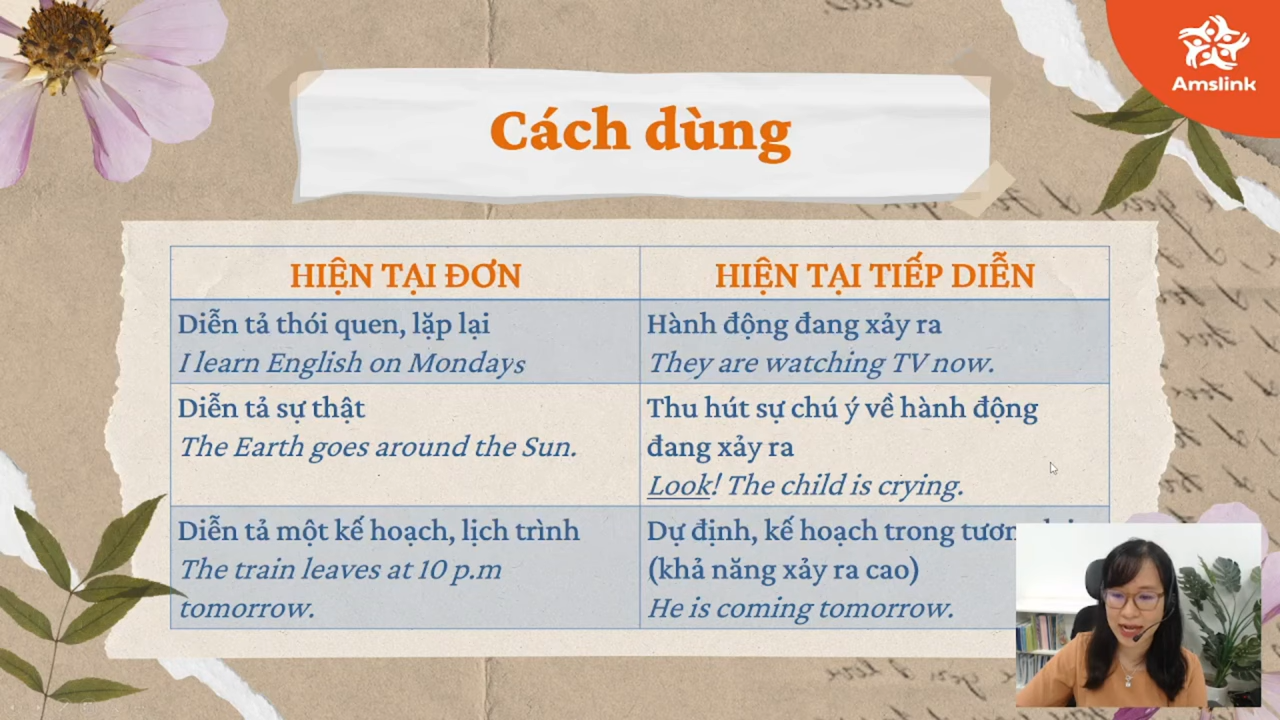 Amslink
Cách dùng
HIỆN TẠI ĐƠN
HIỆN TẠI TIẾP DIỄN
Diễn tả thói quen, lặp lại
I learn English on Mondays
Hành động đang xảy ra
They are watching TV now.
Diễn tả sự thật
The Earth goes around the Sun.
Thu hút sự chú ý về hành động
đang xảy ra
Look! The child is crying.
Diễn tả một kế hoạch, lịch trình
The train leaves at 10 p.m
tomorrow.
Dự định, kế hoạch trong
(khả năng xảy ra cao)
He is coming tomorrow.